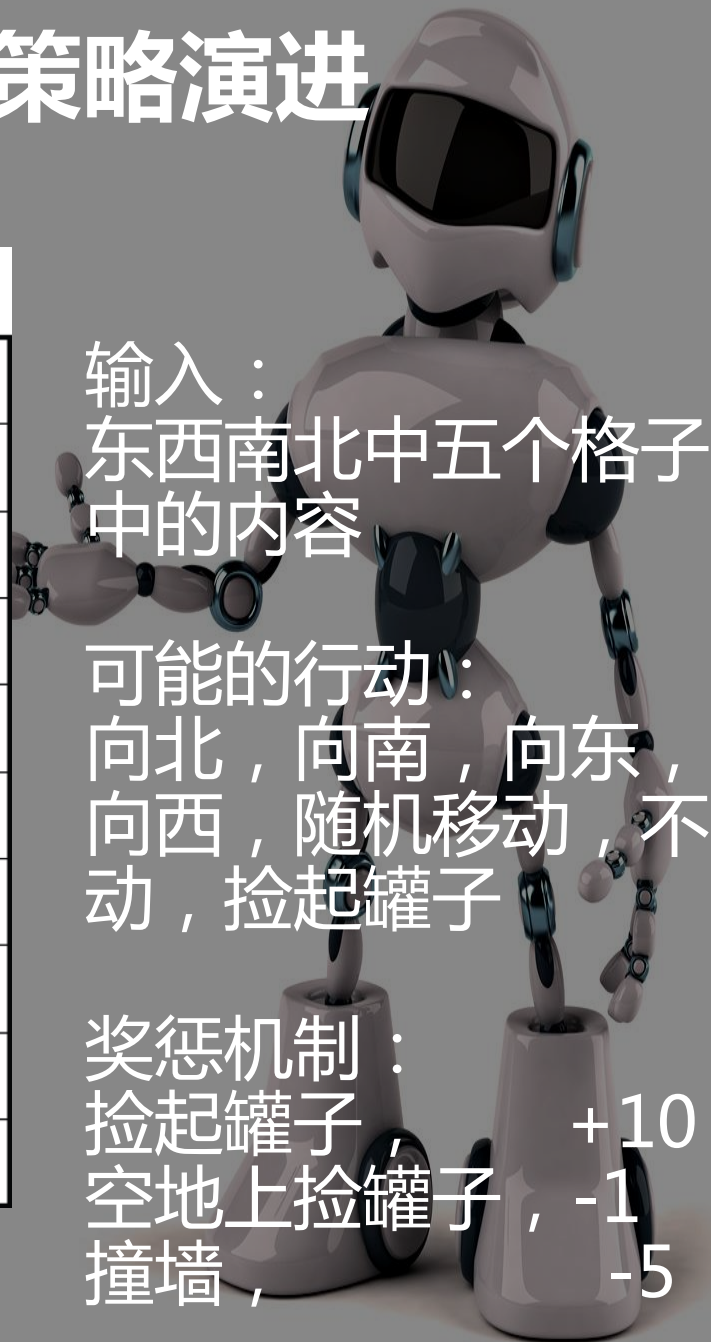 策略演进
输入：
东西南北中五个格子
中的内容
可能的行动：
向北，向南，向东，
向西，随机移动，不
动，捡起罐子
奖惩机制：
捡起罐子， +10
空地上捡罐子，-1
撞墙， -5